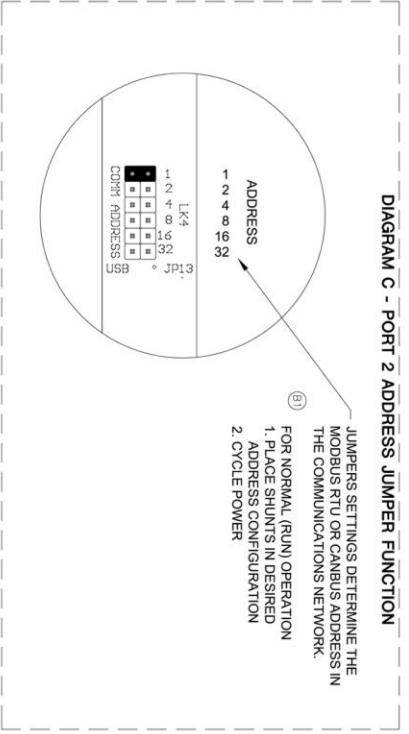 DIAGRAM C - PORT 2 ADDRESS JUMPER FUNCTION
JUMPERS SETTINGS DETERMINE THE
MODBUS RTU OR CANBUS ADDRESS IN
THE COMMUNICATIONS NETWORK.
B1
FOR NORMAL (RUN) OPERATION
1. PLACE SHUNTS IN DESIRED
ADDRESS CONFIGURATION
2. CYCLE POWER
ADDRESS
1
2
4
8
16
32
LK4
1
2
4
8
16
32
JP13
COMM ADDRESS
USB